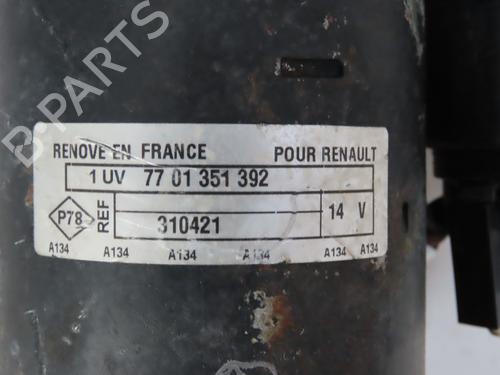 B-PARTS
RENOVE EN FRANCE POUR RENAULT
1 UV 77 01 351 392
P78 REF 310421 14 V
A134 A134 A134 A134 A134 A134